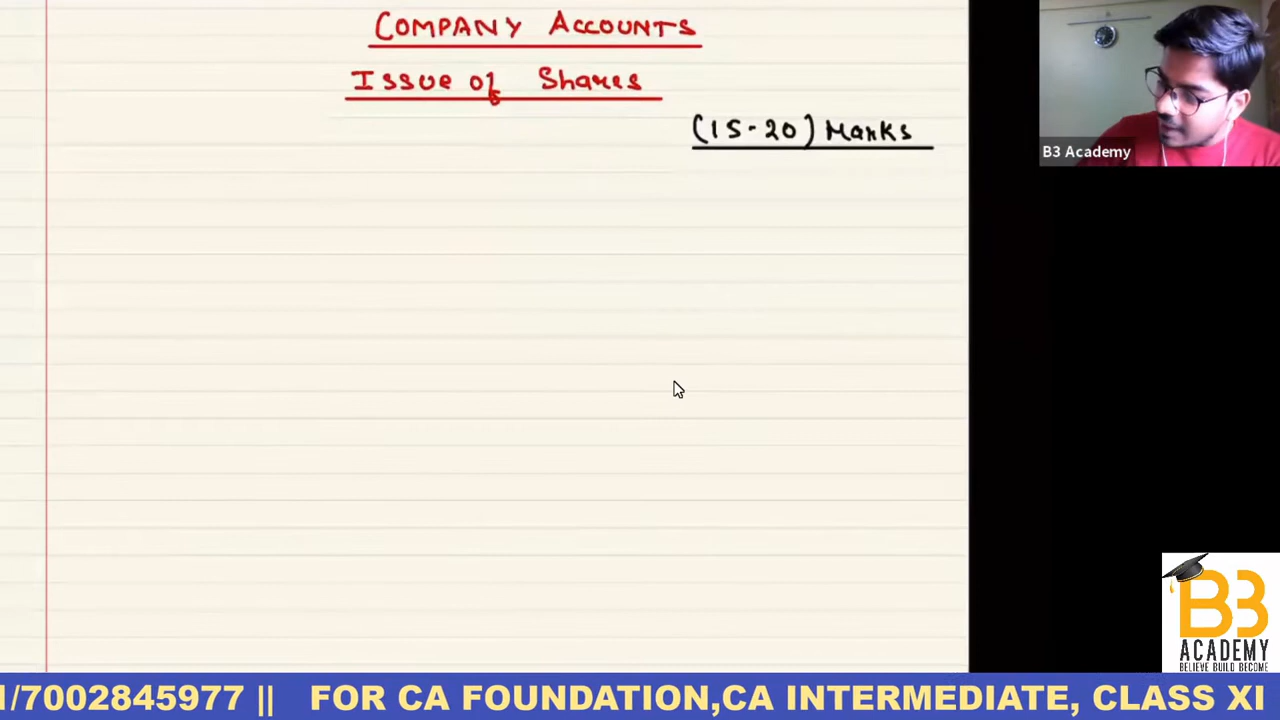 COMPANY ACCOUNTS
Issue of Shares
(15-20) Marks
B3 Academy
B3
ACADEMY
BELIEVE BUILD BECOME
1/7002845977 || FOR CA FOUNDATION,CA INTERMEDIATE, CLASS XI